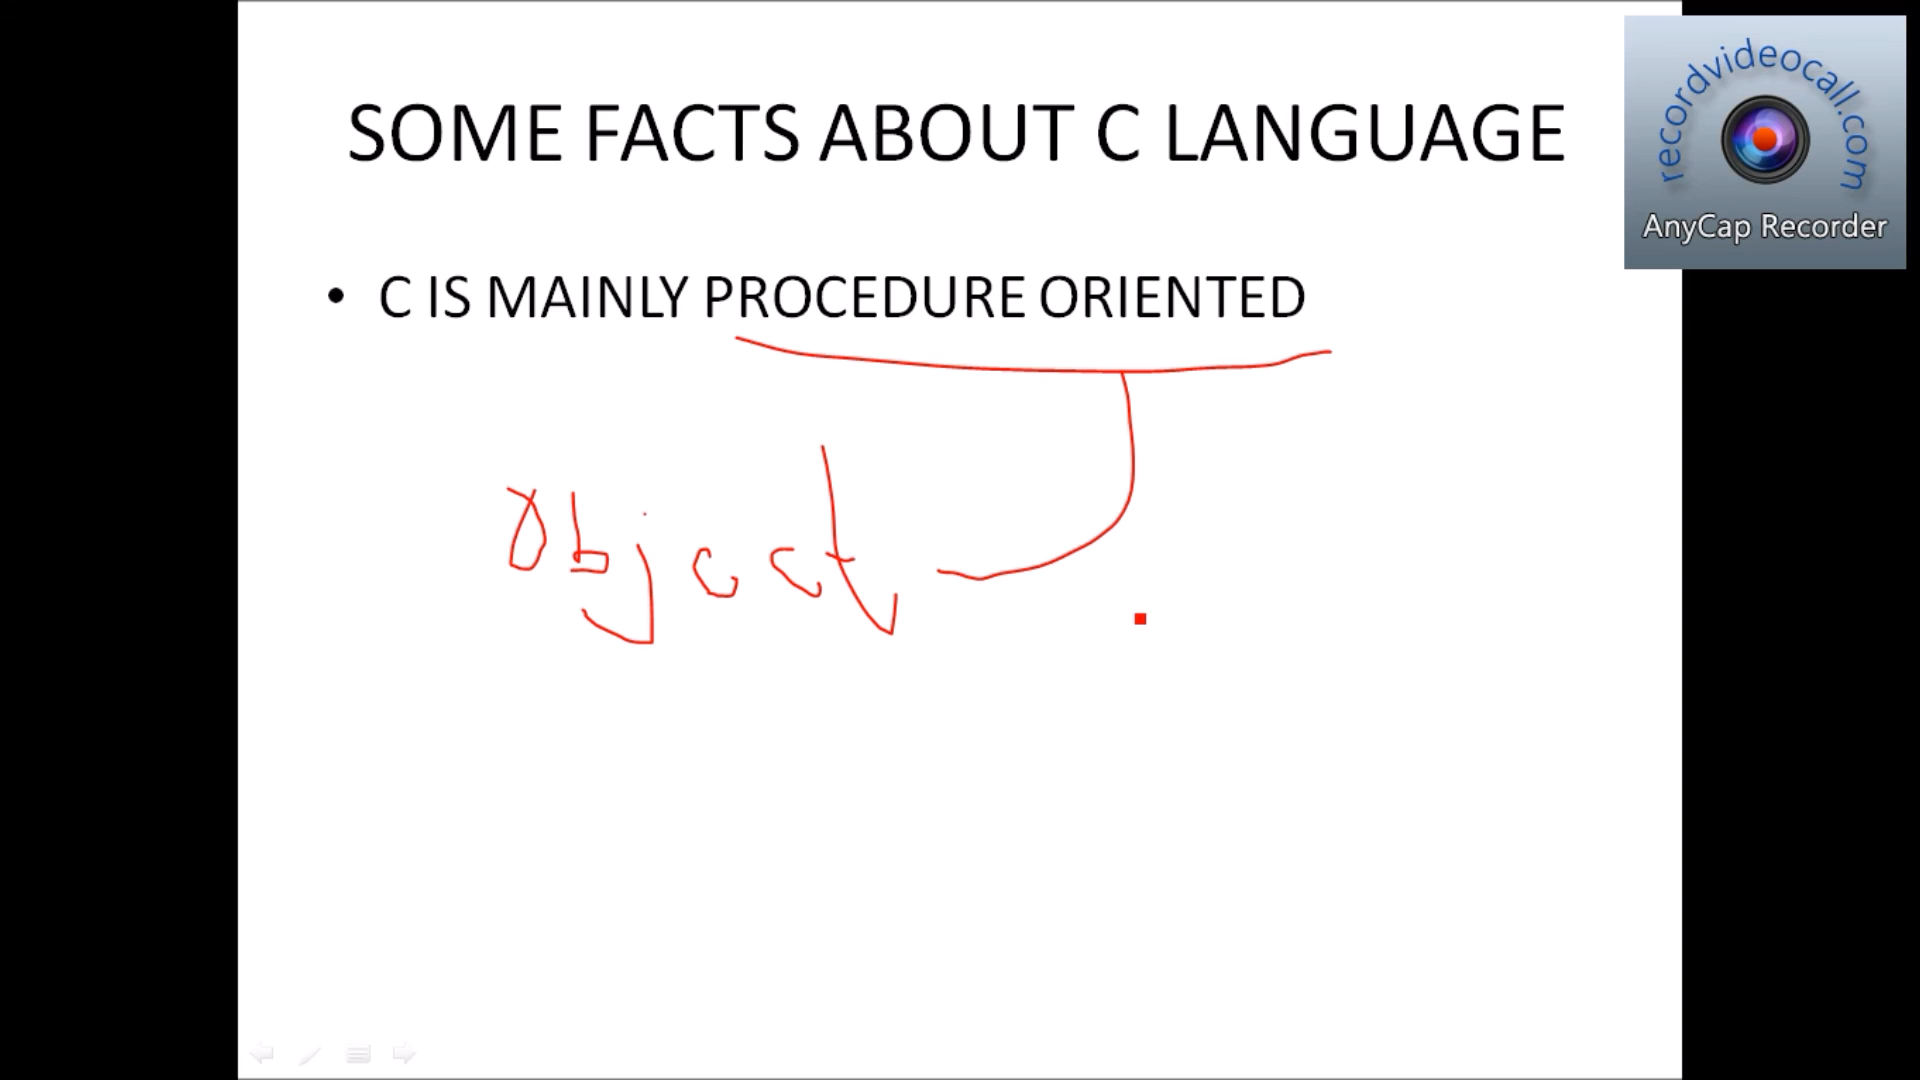 SOME FACTS ABOUT C LANGUAGE
recordvideocall.com
AnyCap Recorder
• C IS MAINLY PROCEDURE ORIENTED
Object